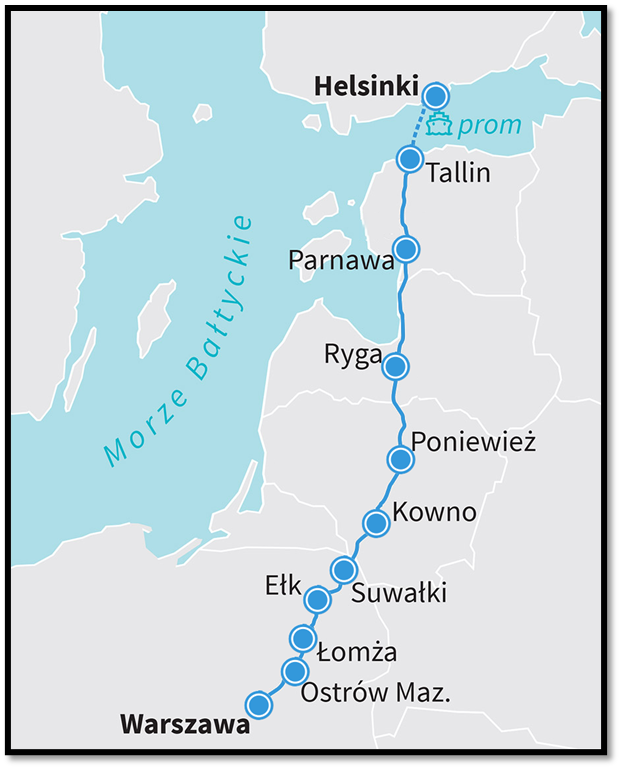 Helsinki
prom
Tallin
Morze Bałtyckie
Parnawa
Ryga
Poniewież
Kowno
Ełk
Suwałki
Łomża
Ostrów Maz.
Warszawa